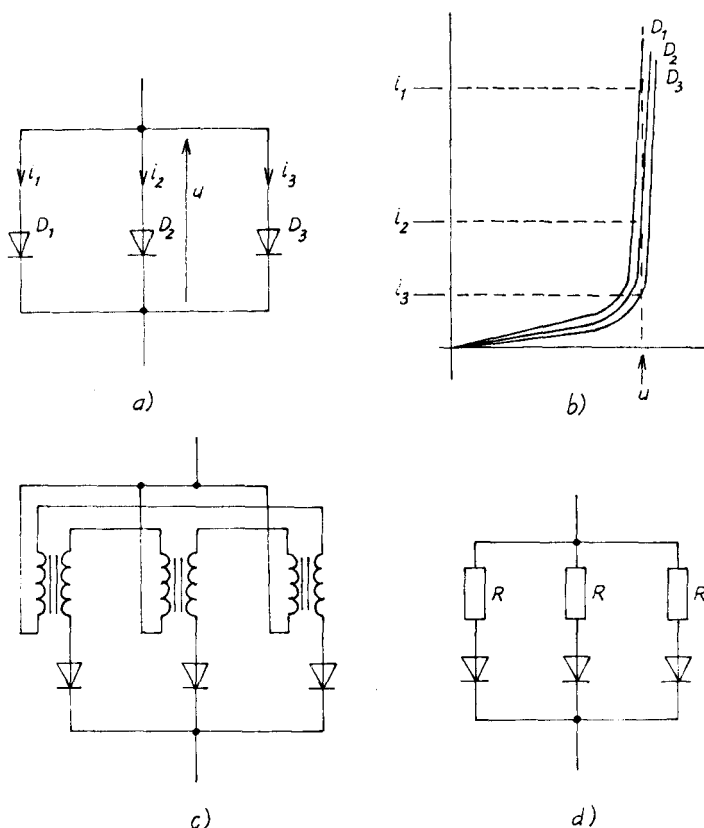 i₁ i₂ u i₃
D₁ D₂ D₃
a)
D₁
D₂
D₃
i₁
i₂
i₃
u
b)
c)
R R R
d)